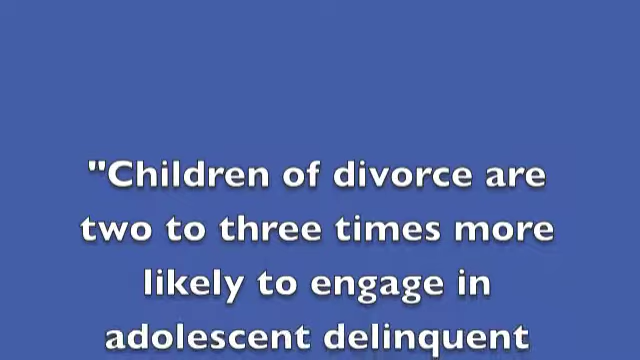 "Children of divorce are
two to three times more
likely to engage in
adolescent delinquent